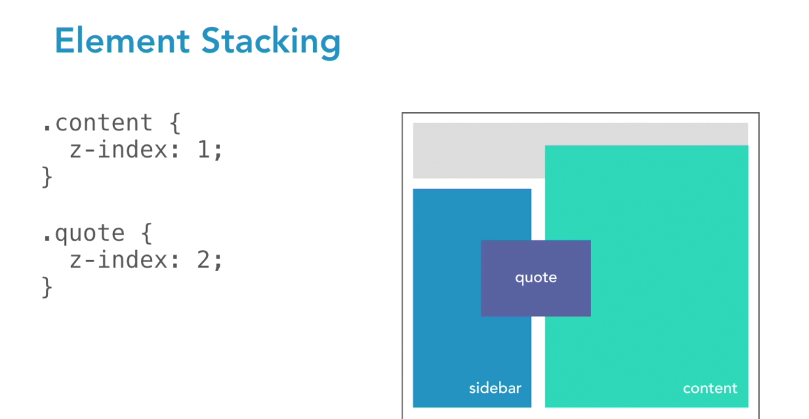 Element Stacking
.content {
  z-index: 1;
}
.quote {
  z-index: 2;
}
quote
sidebar
content